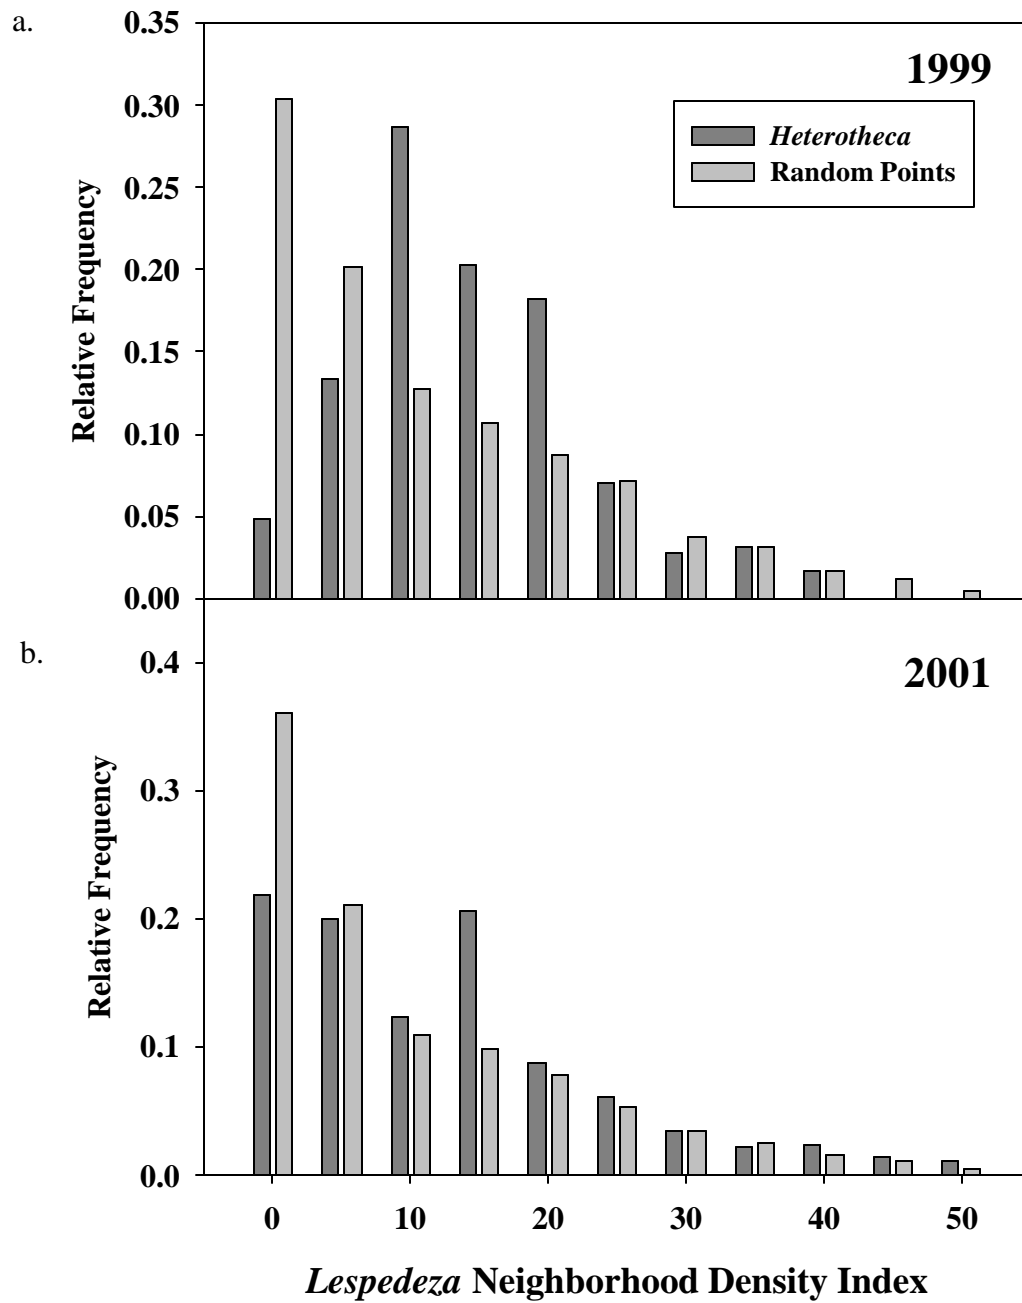 a.
0.35
0.30
0.25
0.20
0.15
0.10
0.05
0.00
Relative Frequency
1999
Heterotheca
Random Points
b.
0.4
0.3
0.2
0.1
0.0
Relative Frequency
2001
0 10 20 30 40 50
Lespedeza Neighborhood Density Index